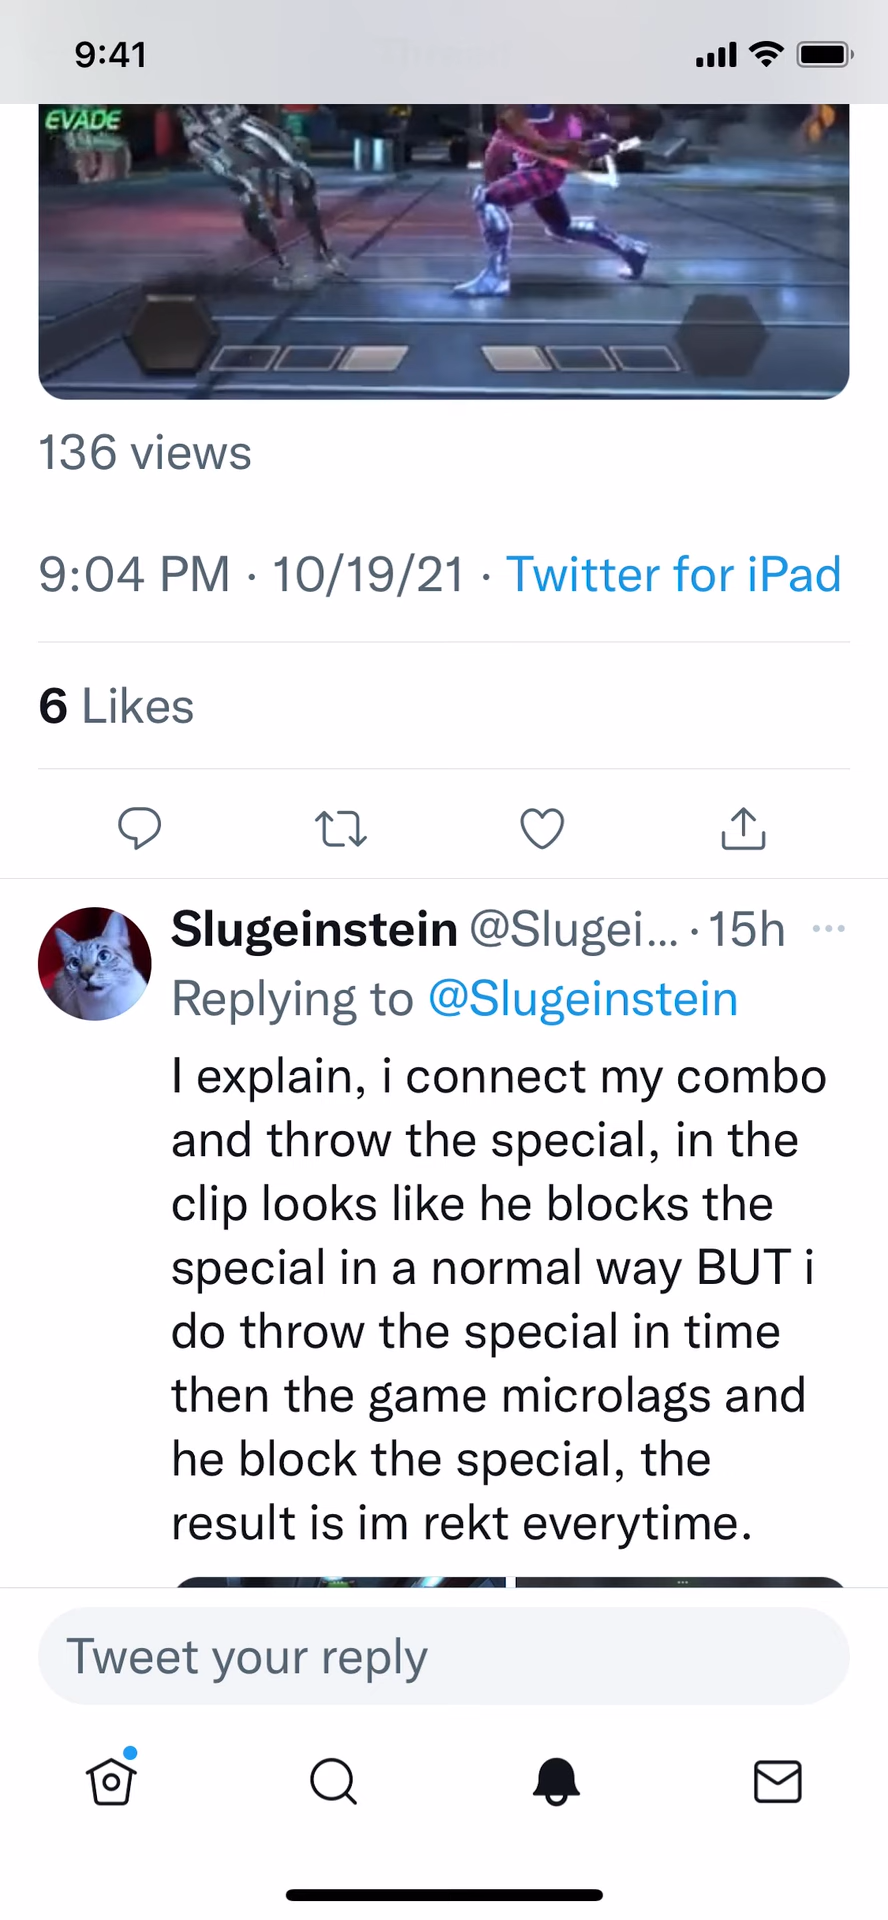 9:41
EVADE
136 views
9:04 PM · 10/19/21 · Twitter for iPad
6 Likes
Slugeinstein @Slugei... · 15h
Replying to @Slugeinstein
I explain, i connect my combo
and throw the special, in the
clip looks like he blocks the
special in a normal way BUT i
do throw the special in time
then the game microlags and
he block the special, the
result is im rekt everytime.
Tweet your reply